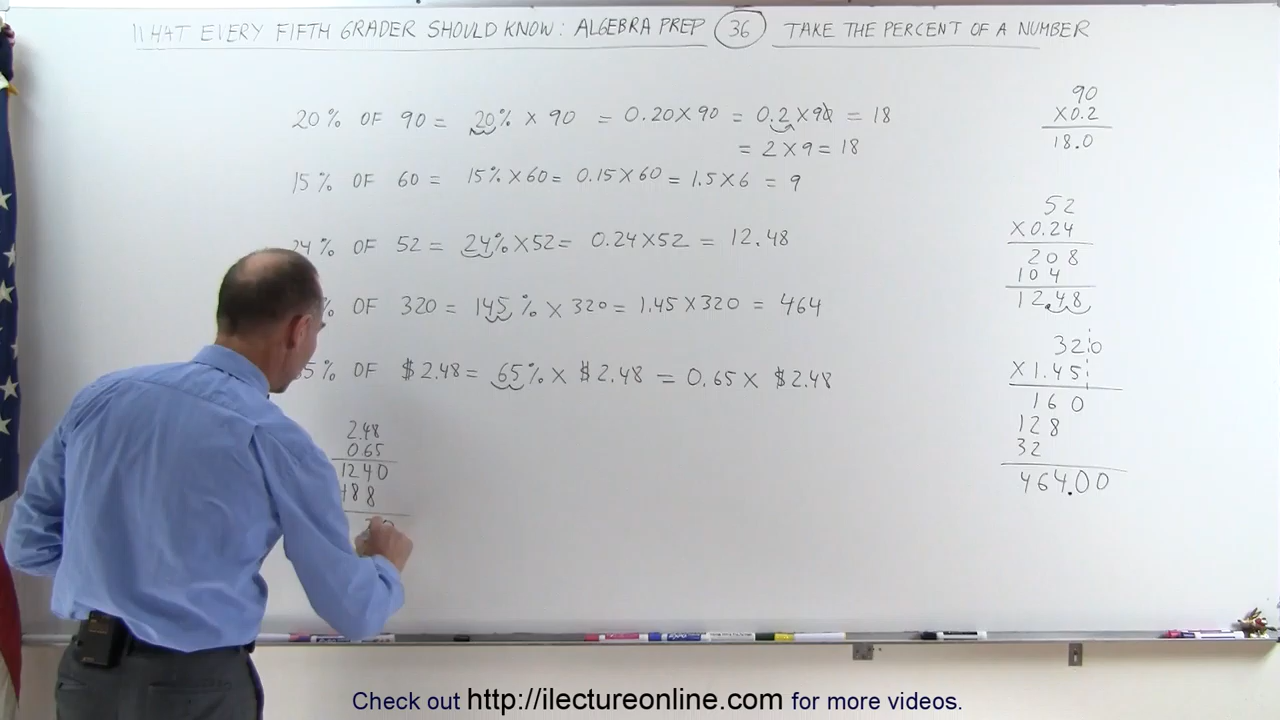 WHAT EVERY FIFTH GRADER SHOULD KNOW: ALGEBRA PREP 36 TAKE THE PERCENT OF A NUMBER
20% OF 90 = 20% X 90 = 0.20 X 90 = 0.2 X 90 = 18
= 2 X 9 = 18
15% OF 60 = 15% X 60 = 0.15 X 60 = 1.5 X 6 = 9
24% OF 52 = 24% X 52 = 0.24 X 52 = 12.48
% OF 320 = 145% X 320 = 1.45 X 320 = 464
5% OF $2.48 = 65% X $2.48 = 0.65 X $2.48
2.48
0.65
1240
488
90
X0.2
18.0
52
X0.24
208
104
12.48
320
X1.45
160
128
32
464.00
Check out http://ilectureonline.com for more videos.